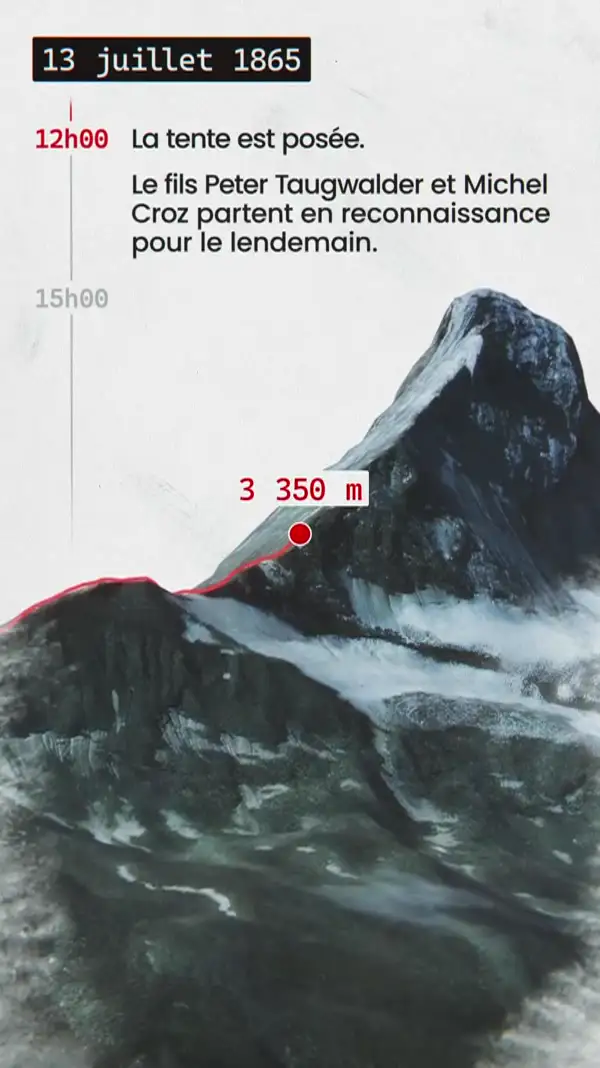 13 juillet 1865
12h00 La tente est posée.
Le fils Peter Taugwalder et Michel
Croz partent en reconnaissance
pour le lendemain.
15h00
3 350 m